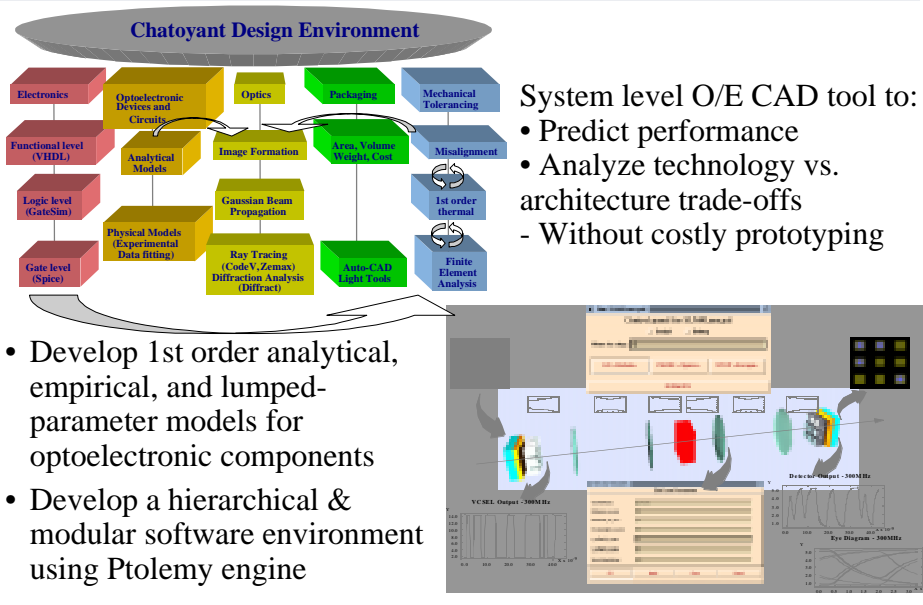 Chatoyant Design Environment
Electronics
Optoelectronic
Devices and
Circuits
Optics
Packaging
Mechanical
Tolerancing
Functional level
(VHDL)
Analytical
Models
Image Formation
Area, Volume
Weight, Cost
Misalignment
Logic level
(GateSim)
Gaussian Beam
Propagation
1st order
thermal
Physical Models
(Experimental
Data fitting)
Gate level
(Spice)
Ray Tracing
(CodeV, Zemax)
Diffraction Analysis
(Diffract)
Auto-CAD
Light Tools
Finite
Element
Analysis
System level O/E CAD tool to:
• Predict performance
• Analyze technology vs.
architecture trade-offs
- Without costly prototyping
• Develop 1st order analytical,
empirical, and lumped-
parameter models for
optoelectronic components
• Develop a hierarchical &
modular software environment
using Ptolemy engine
VCSEL Output - 300MHz
Detector Output - 300MHz
Eye Diagram - 300MHz